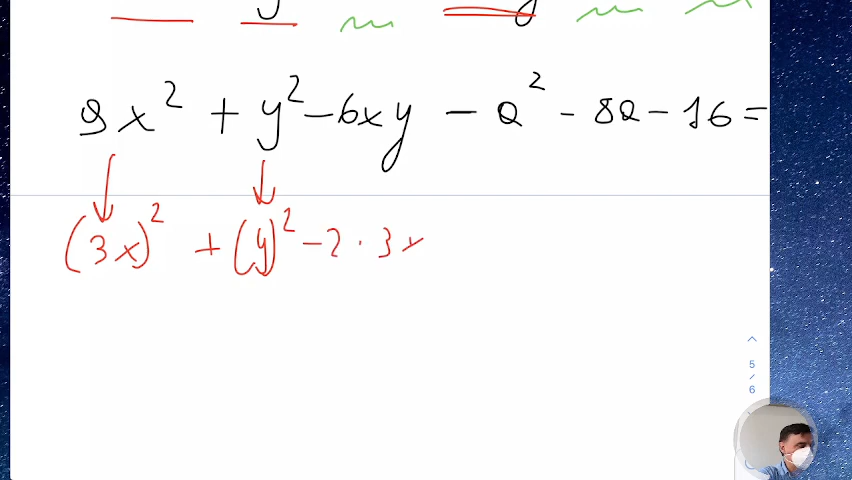 9x² + y² - 6xy - a² - 8a - 16 =
(3x)² + (y)² - 2 · 3x
5
/
6